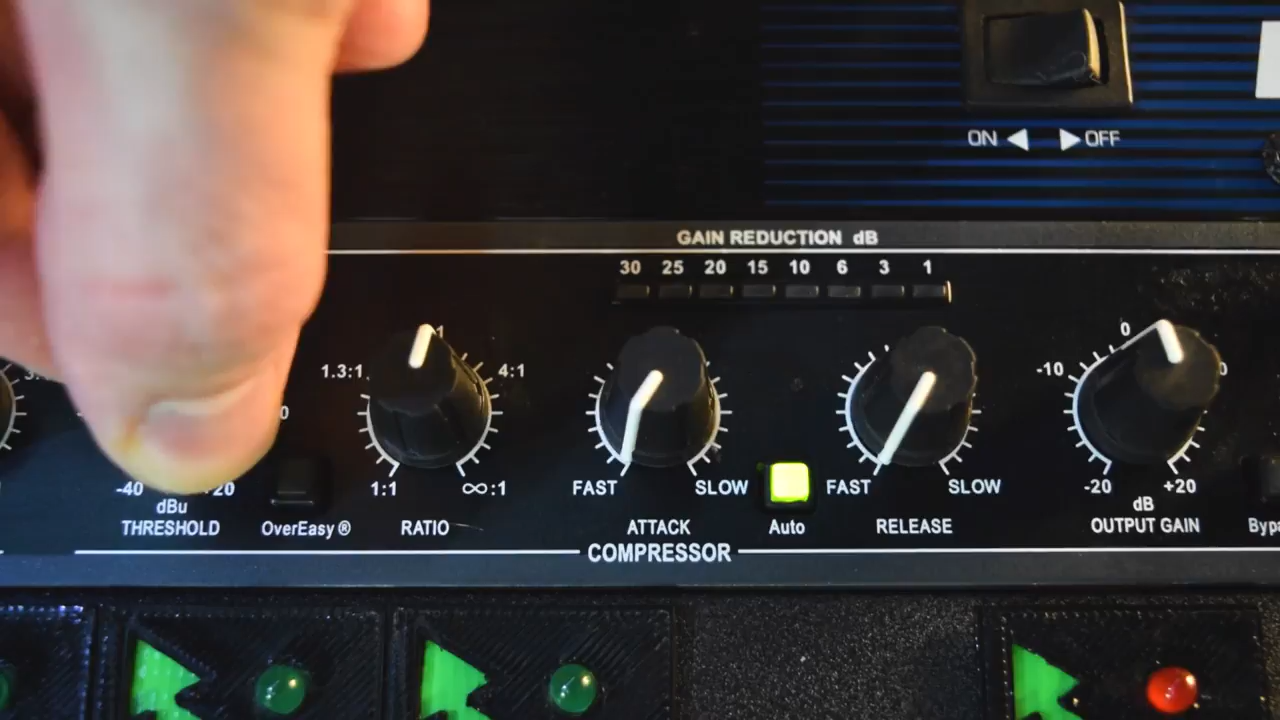 ON OFF
GAIN REDUCTION dB
30 25 20 15 10 6 3 1
0
1.3:1 4:1 -10
-40 20 1:1 ∞:1 FAST SLOW FAST SLOW -20 +20
dBu dB
THRESHOLD OverEasy® RATIO ATTACK Auto RELEASE OUTPUT GAIN
COMPRESSOR